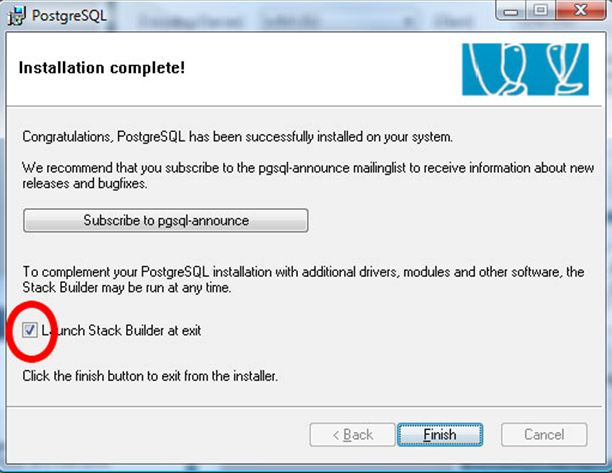 PostgreSQL
Installation complete!
Congratulations, PostgreSQL has been successfully installed on your system.
We recommend that you subscribe to the pgsql-announce mailinglist to receive information about new
releases and bugfixes.
Subscribe to pgsql-announce
To complement your PostgreSQL installation with additional drivers, modules and other software, the
Stack Builder may be run at any time.
Launch Stack Builder at exit
Click the finish button to exit from the installer.
< Back
Finish
Cancel